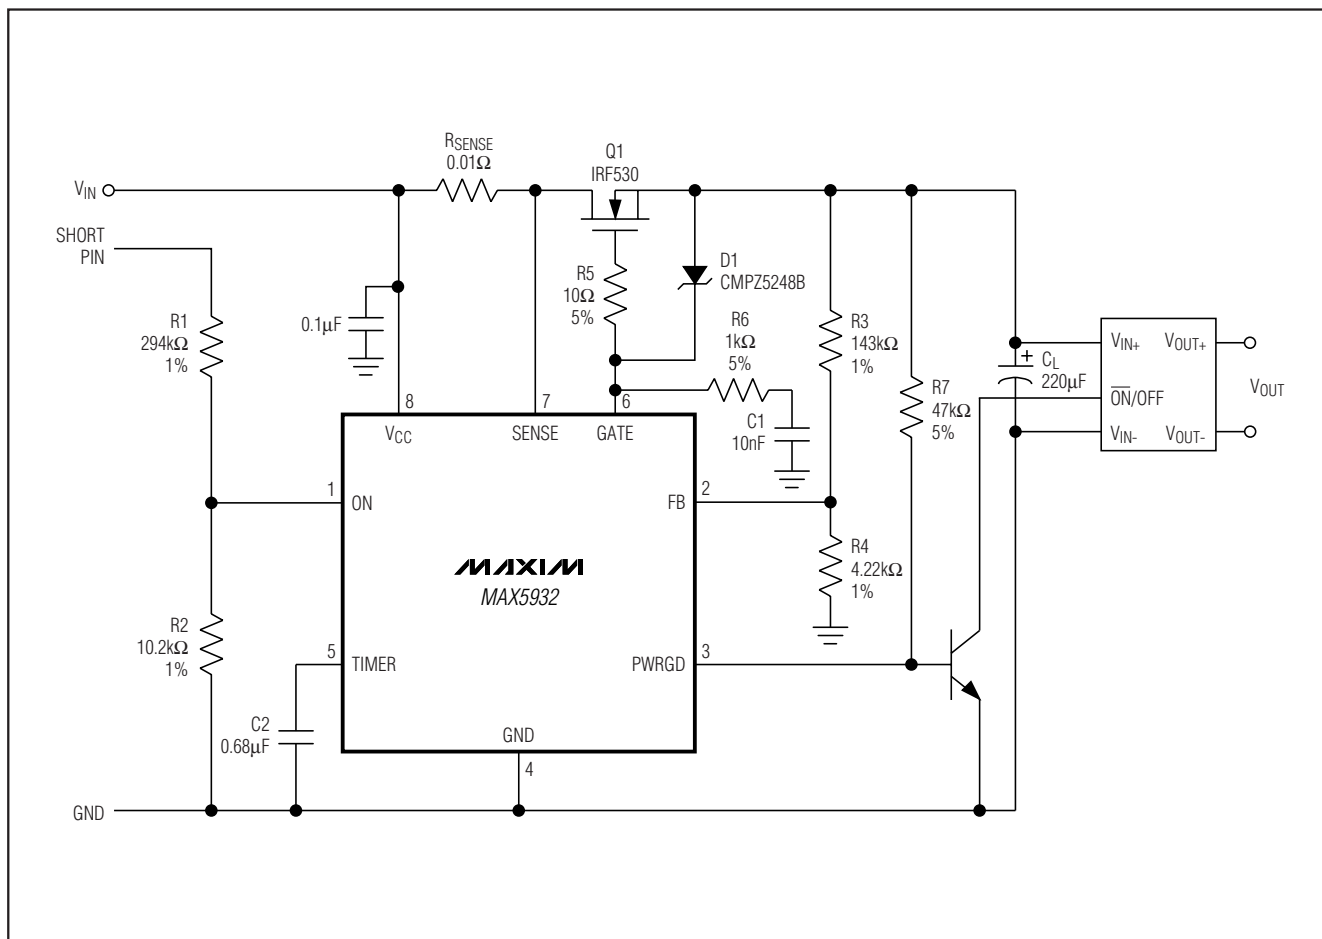 RSENSE
0.01Ω
Q1
IRF530
VIN
SHORT
PIN
D1
CMPZ5248B
R5
10Ω
5%
R6
1kΩ
5%
0.1µF
R1
294kΩ
1%
R3
143kΩ
1%
VIN+
VOUT+
+
CL
220µF
VOUT
ON/OFF
R7
47kΩ
5%
C1
10nF
VIN-
VOUT-
8
7
6
VCC
SENSE
GATE
1
ON
FB
2
MAXIM
MAX5932
R4
4.22kΩ
1%
R2
10.2kΩ
1%
5
TIMER
PWRGD
3
C2
0.68µF
GND
4
GND